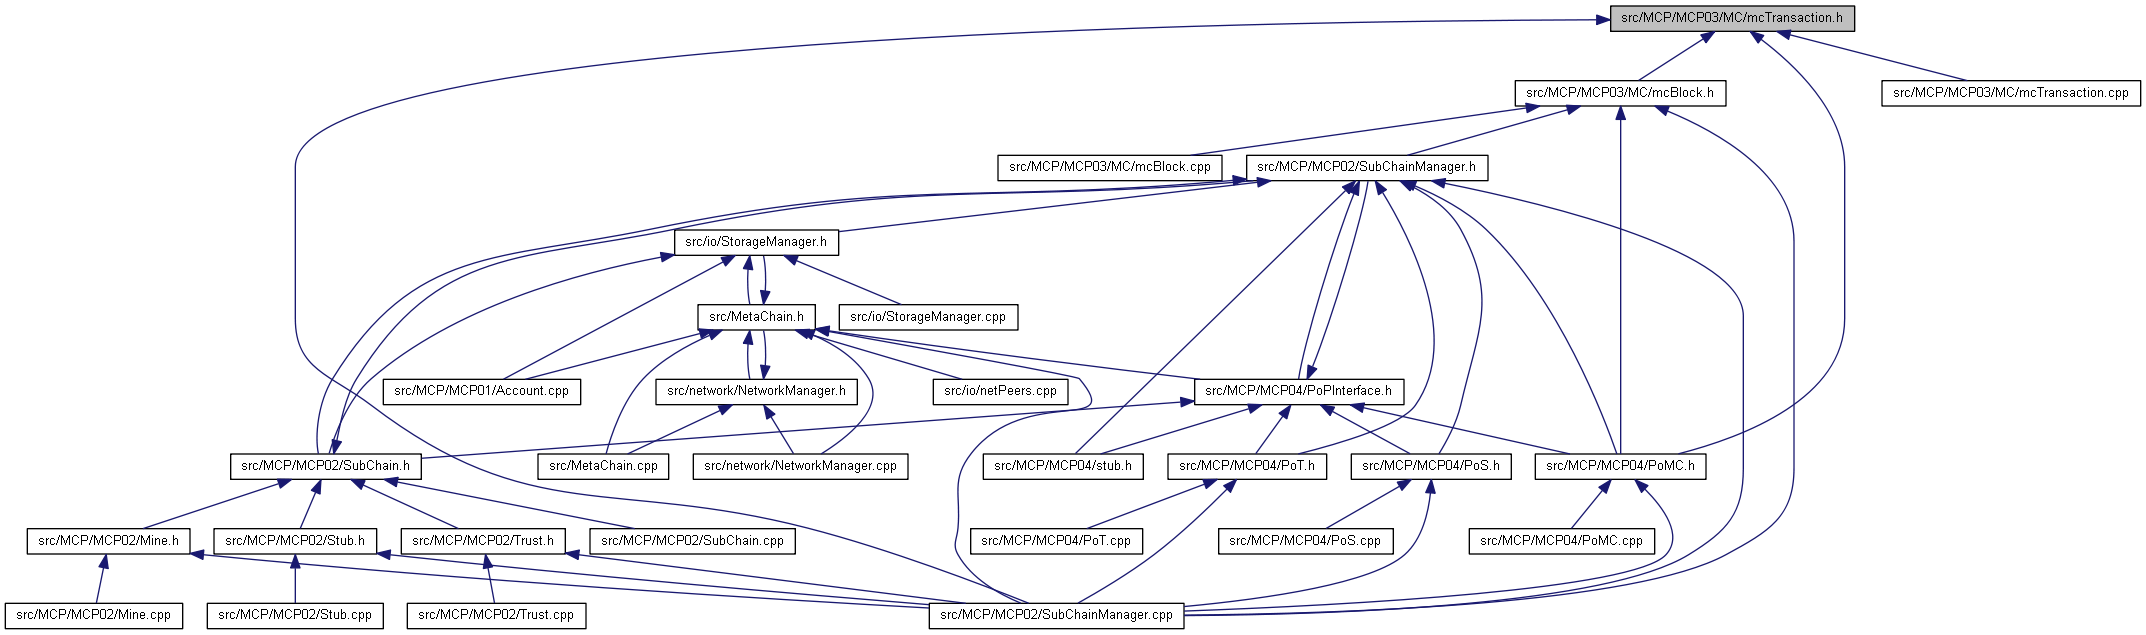 src/MCP/MCP03/MC/mcTransaction.h
src/MCP/MCP03/MC/mcBlock.h
src/MCP/MCP03/MC/mcTransaction.cpp
src/MCP/MCP03/MC/mcBlock.cpp
src/MCP/MCP02/SubChainManager.h
src/io/StorageManager.h
src/MetaChain.h
src/io/StorageManager.cpp
src/MCP/MCP01/Account.cpp
src/network/NetworkManager.h
src/io/netPeers.cpp
src/MCP/MCP04/PoPInterface.h
src/MCP/MCP02/SubChain.h
src/MetaChain.cpp
src/network/NetworkManager.cpp
src/MCP/MCP04/stub.h
src/MCP/MCP04/PoT.h
src/MCP/MCP04/PoS.h
src/MCP/MCP04/PoMC.h
src/MCP/MCP02/Mine.h
src/MCP/MCP02/Stub.h
src/MCP/MCP02/Trust.h
src/MCP/MCP02/SubChain.cpp
src/MCP/MCP04/PoT.cpp
src/MCP/MCP04/PoS.cpp
src/MCP/MCP04/PoMC.cpp
src/MCP/MCP02/Mine.cpp
src/MCP/MCP02/Stub.cpp
src/MCP/MCP02/Trust.cpp
src/MCP/MCP02/SubChainManager.cpp